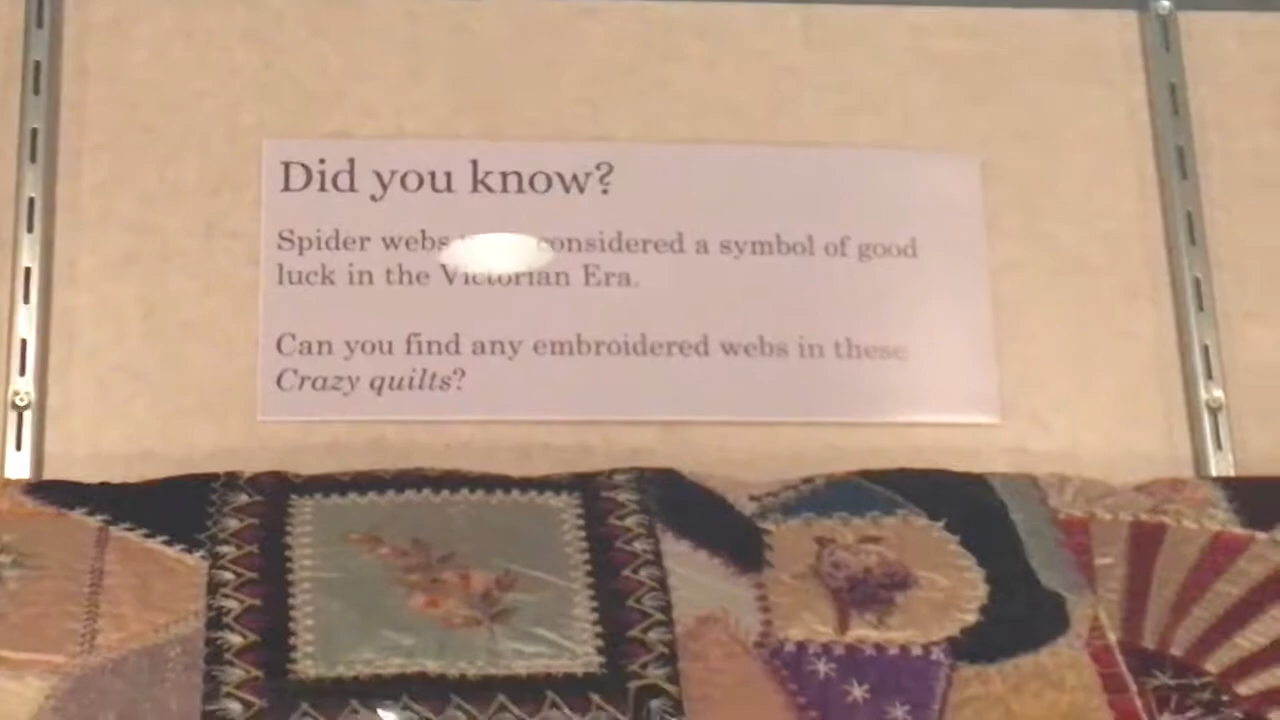 Did you know?
Spider webs considered a symbol of good
luck in the Victorian Era.
Can you find any embroidered webs in these
Crazy quilts?